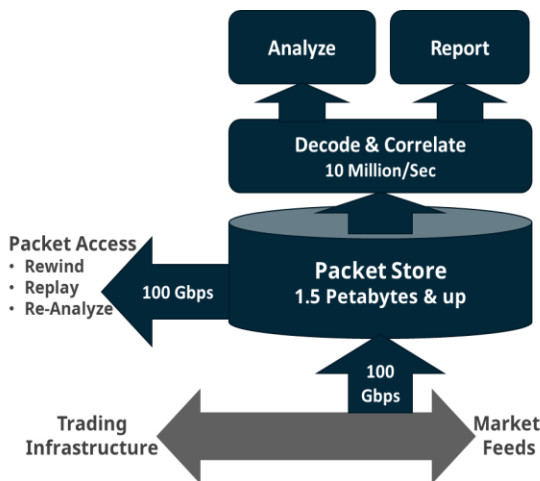 Analyze
Report
Decode & Correlate
10 Million/Sec
Packet Access
• Rewind
• Replay
• Re-Analyze
100 Gbps
Packet Store
1.5 Petabytes & up
100
Gbps
Trading
Infrastructure
Market
Feeds